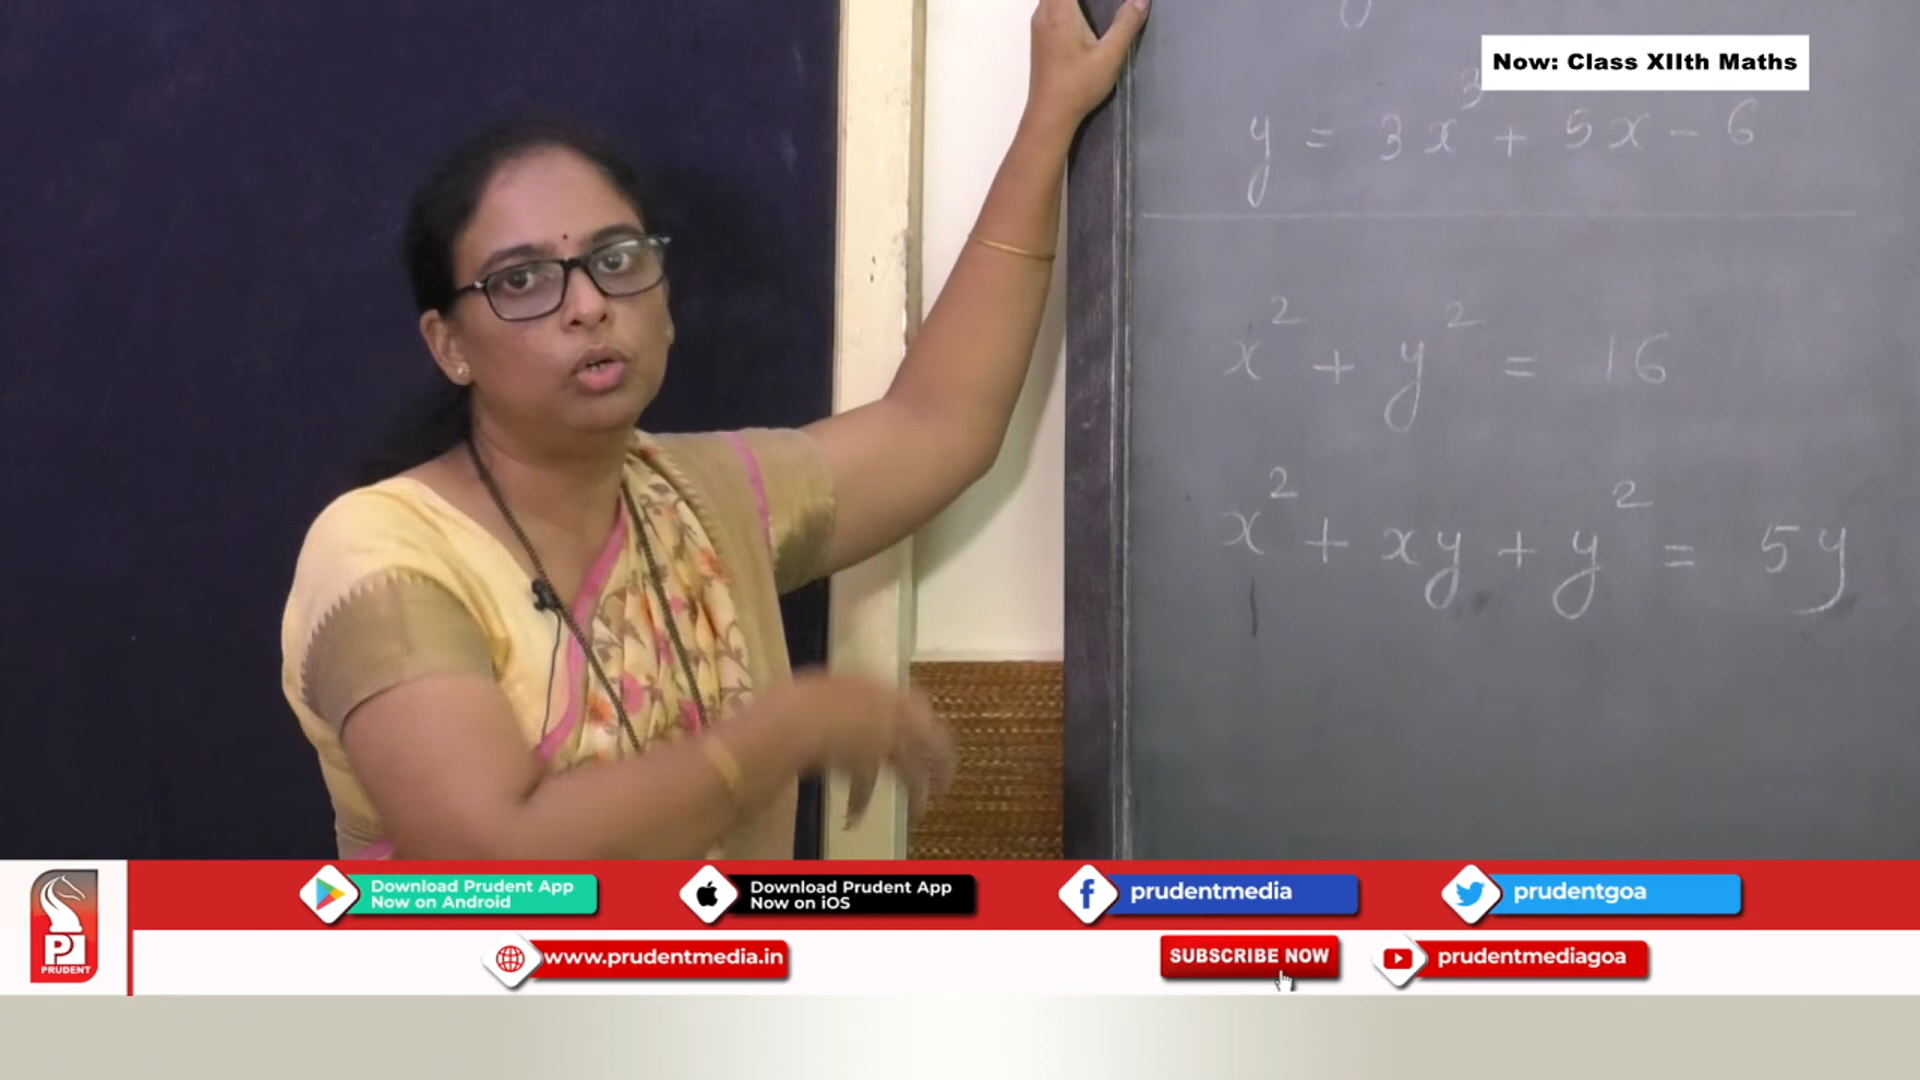 Now: Class XIIth Maths
y = 3x³ + 5x - 6
x² + y² = 16
x² + xy + y² = 5y
Download Prudent App
Now on Android
Download Prudent App
Now on iOS
prudentmedia
prudentgoa
PRUDENT
www.prudentmedia.in
SUBSCRIBE NOW
prudentmediagoa